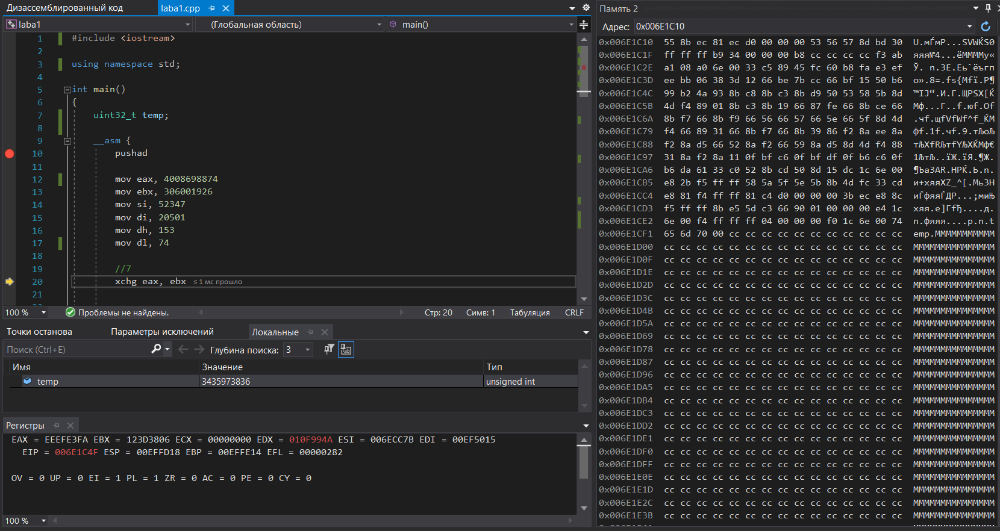 Дизассемблированный код
laba1.cpp
laba1
(Глобальная область)
main()
1 #include <iostream>
2
3 using namespace std;
4
5 int main()
6 {
7 uint32_t temp;
8
9 __asm {
10 pushad
11
12 mov eax, 4008698874
13 mov ebx, 306001926
14 mov si, 52347
15 mov di, 20501
16 mov dh, 153
17 mov dl, 74
18
19 //7
20 xchg eax, ebx ≤ 1 мс прошло
21
100 %
Проблемы не найдены.
Стр: 20
Симв: 1
Табуляция
CRLF
Точки останова
Параметры исключений
Локальные
Поиск (Ctrl+E)
Глубина поиска: 3
Имя
Значение
Тип
temp
3435973836
unsigned int
Регистры
EAX = EEEFE3FA EBX = 123D3806 ECX = 00000000 EDX = 010F994A ESI = 006ECC7B EDI = 00EF5015
EIP = 006E1C4F ESP = 00EFFD18 EBP = 00EFFE14 EFL = 00000282
OV = 0 UP = 0 EI = 1 PL = 1 ZR = 0 AC = 0 PE = 0 CY = 0
100 %
Память 2
Адрес: 0x006E1C10
0x006E1C10 55 8b ec 81 ec d0 00 00 00 53 56 57 8d bd 30
0x006E1C1F ff ff ff b9 34 00 00 00 b8 cc cc cc cc f3 ab
0x006E1C2E a1 08 a0 6e 00 33 c5 89 45 fc 60 b8 fa e3 ef
0x006E1C3D ee bb 06 38 3d 12 66 be 7b cc 66 bf 15 50 b6
0x006E1C4C 99 b2 4a 93 8b c8 8b c3 8b d9 50 53 58 5b 8d
0x006E1C5B 4d f4 89 01 8b c3 8b 19 66 87 fe 66 8b ce 66
0x006E1C6A 8b f7 66 8b f9 66 56 66 57 66 5e 66 5f 8d 4d
0x006E1C79 f4 66 89 31 66 8b f7 66 8b 39 86 f2 8a ee 8a
0x006E1C88 f2 8a d5 66 52 8a f2 66 59 8a d5 8d 4d f4 88
0x006E1C97 31 8a f2 8a 11 0f bf c6 0f bf df 0f b6 c6 0f
0x006E1CA6 b6 da 61 33 c0 52 8b cd 50 8d 15 dc 1c 6e 00
0x006E1CB5 e8 2b f5 ff ff 58 5a 5f 5e 5b 8b 4d fc 33 cd
0x006E1CC4 e8 81 f4 ff ff 81 c4 d0 00 00 00 3b ec e8 8c
0x006E1CD3 f5 ff ff 8b e5 5d c3 66 90 01 00 00 00 e4 1c
0x006E1CE2 6e 00 f4 ff ff ff 04 00 00 00 f0 1c 6e 00 74
0x006E1CF1 65 6d 70 00 cc cc cc cc cc cc cc cc cc cc cc emp.MMMMMMMMMMM
0x006E1D00 cc cc cc cc cc cc cc cc cc cc cc cc cc cc cc MMMMMMMMMMMMMMM
0x006E1D0F cc cc cc cc cc cc cc cc cc cc cc cc cc cc cc MMMMMMMMMMMMMMM
0x006E1D1E cc cc cc cc cc cc cc cc cc cc cc cc cc cc cc MMMMMMMMMMMMMMM
0x006E1D2D cc cc cc cc cc cc cc cc cc cc cc cc cc cc cc MMMMMMMMMMMMMMM
0x006E1D3C cc cc cc cc cc cc cc cc cc cc cc cc cc cc cc MMMMMMMMMMMMMMM
0x006E1D4B cc cc cc cc cc cc cc cc cc cc cc cc cc cc cc MMMMMMMMMMMMMMM
0x006E1D5A cc cc cc cc cc cc cc cc cc cc cc cc cc cc cc MMMMMMMMMMMMMMM
0x006E1D69 cc cc cc cc cc cc cc cc cc cc cc cc cc cc cc MMMMMMMMMMMMMMM
0x006E1D78 cc cc cc cc cc cc cc cc cc cc cc cc cc cc cc MMMMMMMMMMMMMMM
0x006E1D87 cc cc cc cc cc cc cc cc cc cc cc cc cc cc cc MMMMMMMMMMMMMMM
0x006E1D96 cc cc cc cc cc cc cc cc cc cc cc cc cc cc cc MMMMMMMMMMMMMMM
0x006E1DA5 cc cc cc cc cc cc cc cc cc cc cc cc cc cc cc MMMMMMMMMMMMMMM
0x006E1DB4 cc cc cc cc cc cc cc cc cc cc cc cc cc cc cc MMMMMMMMMMMMMMM
0x006E1DC3 cc cc cc cc cc cc cc cc cc cc cc cc cc cc cc MMMMMMMMMMMMMMM
0x006E1DD2 cc cc cc cc cc cc cc cc cc cc cc cc cc cc cc MMMMMMMMMMMMMMM
0x006E1DE1 cc cc cc cc cc cc cc cc cc cc cc cc cc cc cc MMMMMMMMMMMMMMM
0x006E1DF0 cc cc cc cc cc cc cc cc cc cc cc cc cc cc cc MMMMMMMMMMMMMMM
0x006E1DFF cc cc cc cc cc cc cc cc cc cc cc cc cc cc cc MMMMMMMMMMMMMMM
0x006E1E0E cc cc cc cc cc cc cc cc cc cc cc cc cc cc cc MMMMMMMMMMMMMMM
0x006E1E1D cc cc cc cc cc cc cc cc cc cc cc cc cc cc cc MMMMMMMMMMMMMMM
0x006E1E2C cc cc cc cc cc cc cc cc cc cc cc cc cc cc cc MMMMMMMMMMMMMMM
0x006E1E3B cc cc cc cc cc cc cc cc cc cc cc cc cc cc cc MMMMMMMMMMMMMMM